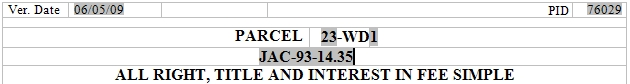 Ver. Date 06/05/09 PID 76029
PARCEL 23-WD1
JAC-93-14.35
ALL RIGHT, TITLE AND INTEREST IN FEE SIMPLE